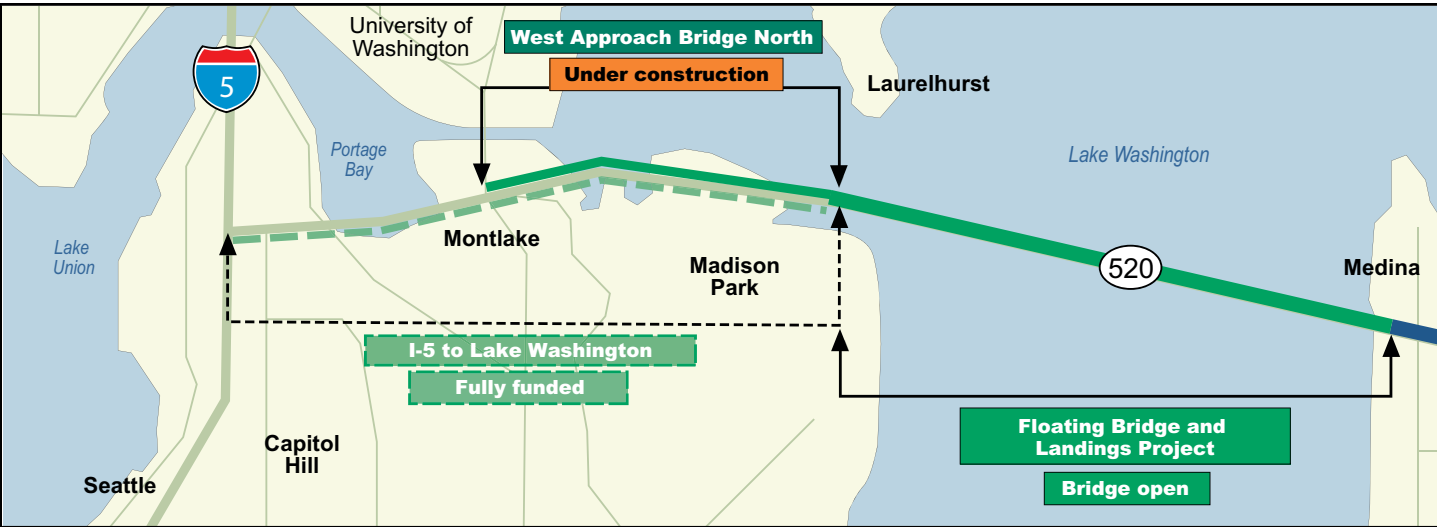 University of
Washington
West Approach Bridge North
Under construction
5
Laurelhurst
Portage
Bay
Lake Washington
Lake
Union
Montlake
Madison
Park
520
Medina
I-5 to Lake Washington
Fully funded
Floating Bridge and
Landings Project
Bridge open
Capitol
Hill
Seattle